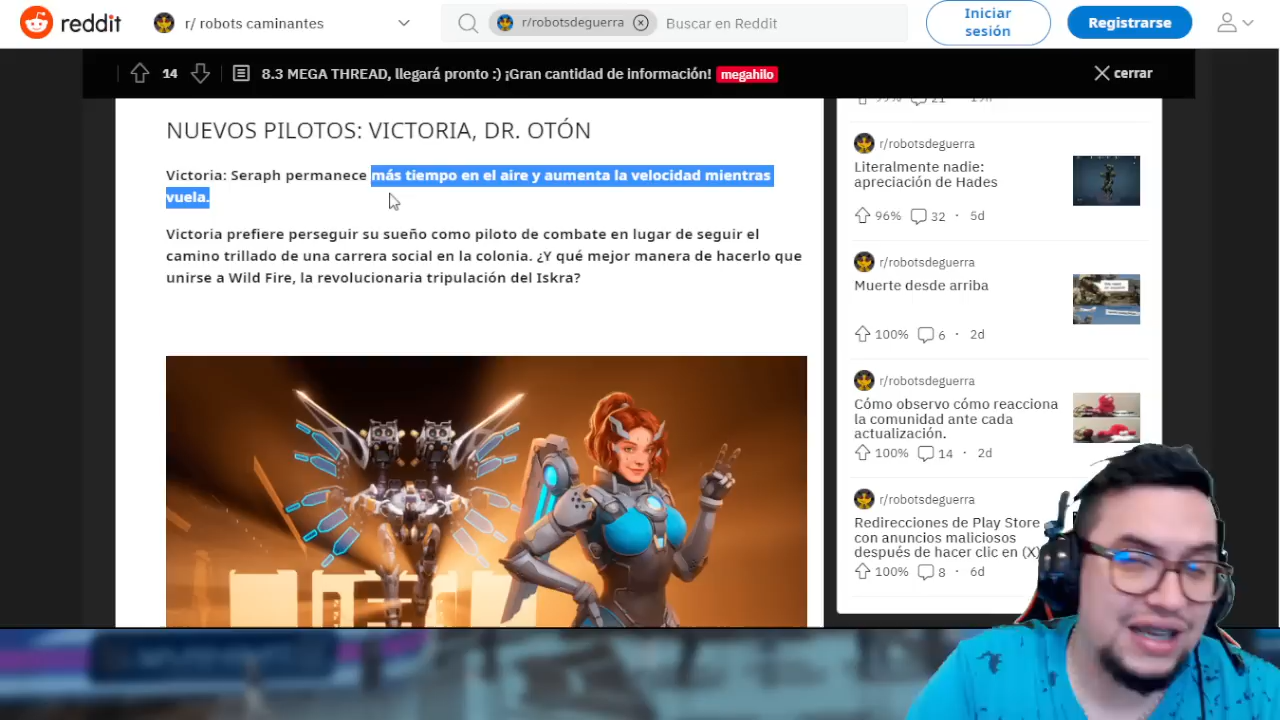 reddit
r/ robots caminantes
r/robotsdeguerra
Buscar en Reddit
Iniciar
sesión
Registrarse
14
8.3 MEGA THREAD, llegará pronto :) ¡Gran cantidad de información!
megahilo
cerrar
NUEVOS PILOTOS: VICTORIA, DR. OTÓN
Victoria: Seraph permanece más tiempo en el aire y aumenta la velocidad mientras
vuela.
Victoria prefiere perseguir su sueño como piloto de combate en lugar de seguir el
camino trillado de una carrera social en la colonia. ¿Y qué mejor manera de hacerlo que
unirse a Wild Fire, la revolucionaria tripulación del Iskra?
r/robotsdeguerra
Literalmente nadie:
apreciación de Hades
96% 32 · 5d
r/robotsdeguerra
Muerte desde arriba
100% 6 · 2d
r/robotsdeguerra
Cómo observo cómo reacciona
la comunidad ante cada
actualización.
100% 14 · 2d
r/robotsdeguerra
Redirecciones de Play Store
con anuncios maliciosos
después de hacer clic en (X)
100% 8 · 6d